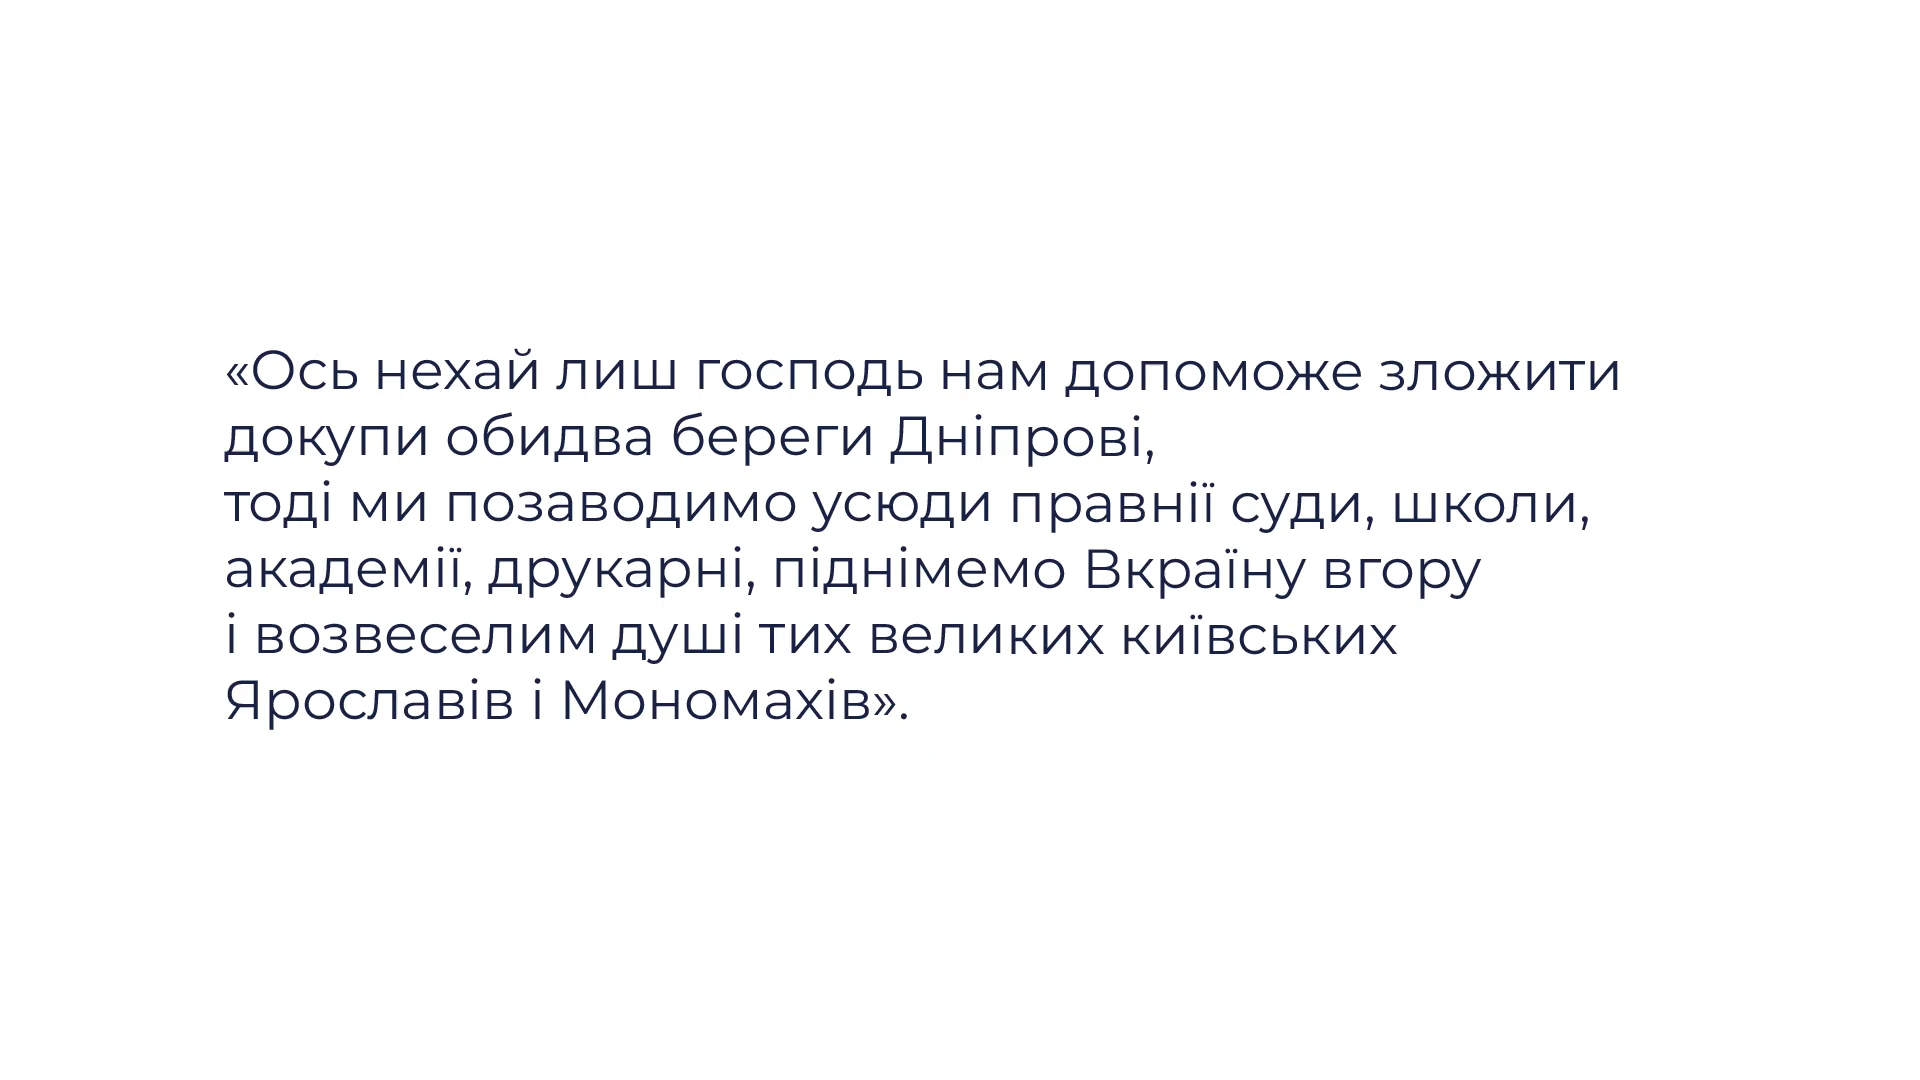 «Ось нехай лиш господь нам допоможе зложити
докупи обидва береги Дніпрові,
тоді ми позаводимо усюди правнії суди, школи,
академії, друкарні, піднімемо Вкраїну вгору
і возвеселим душі тих великих київських
Ярославів і Мономахів».